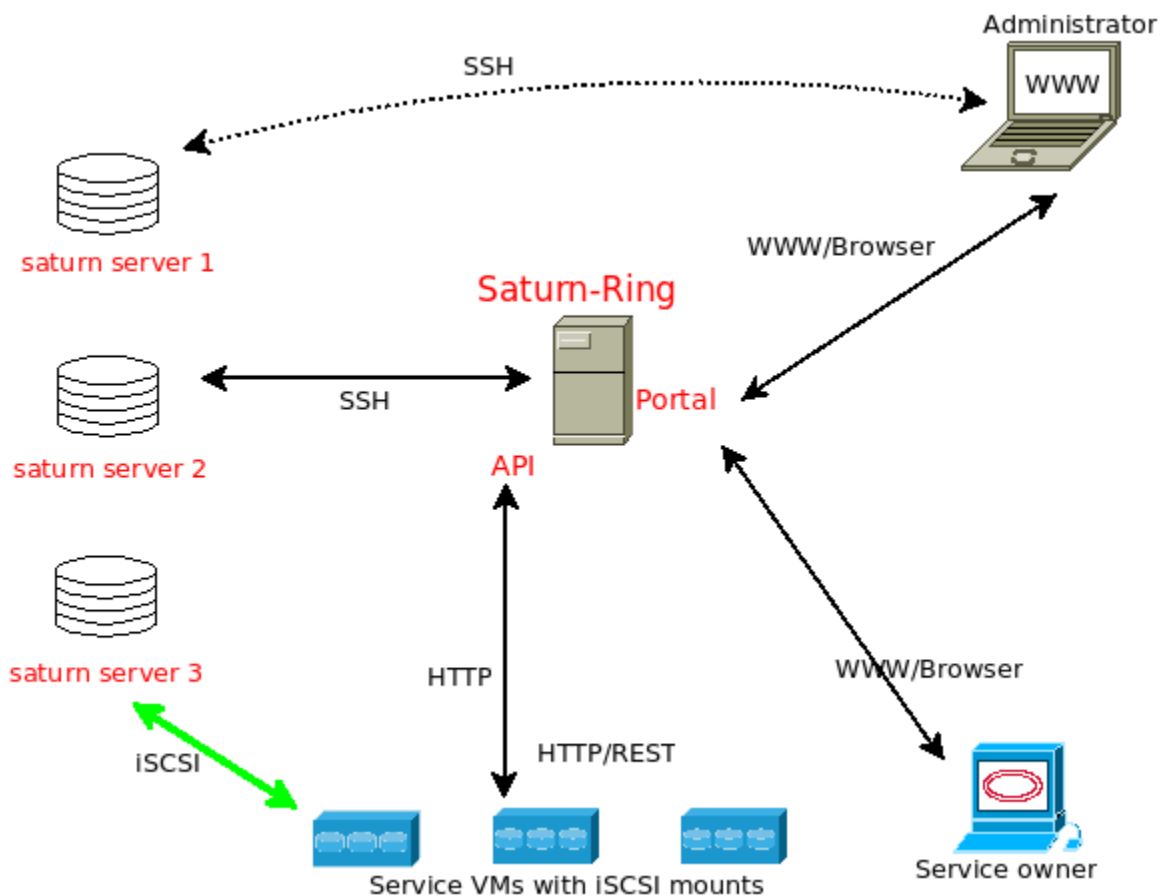 Administrator
SSH
WWW
saturn server 1
WWW/Browser
Saturn-Ring
SSH
Portal
saturn server 2
API
saturn server 3
HTTP
WWW/Browser
iSCSI
HTTP/REST
Service owner
Service VMs with iSCSI mounts